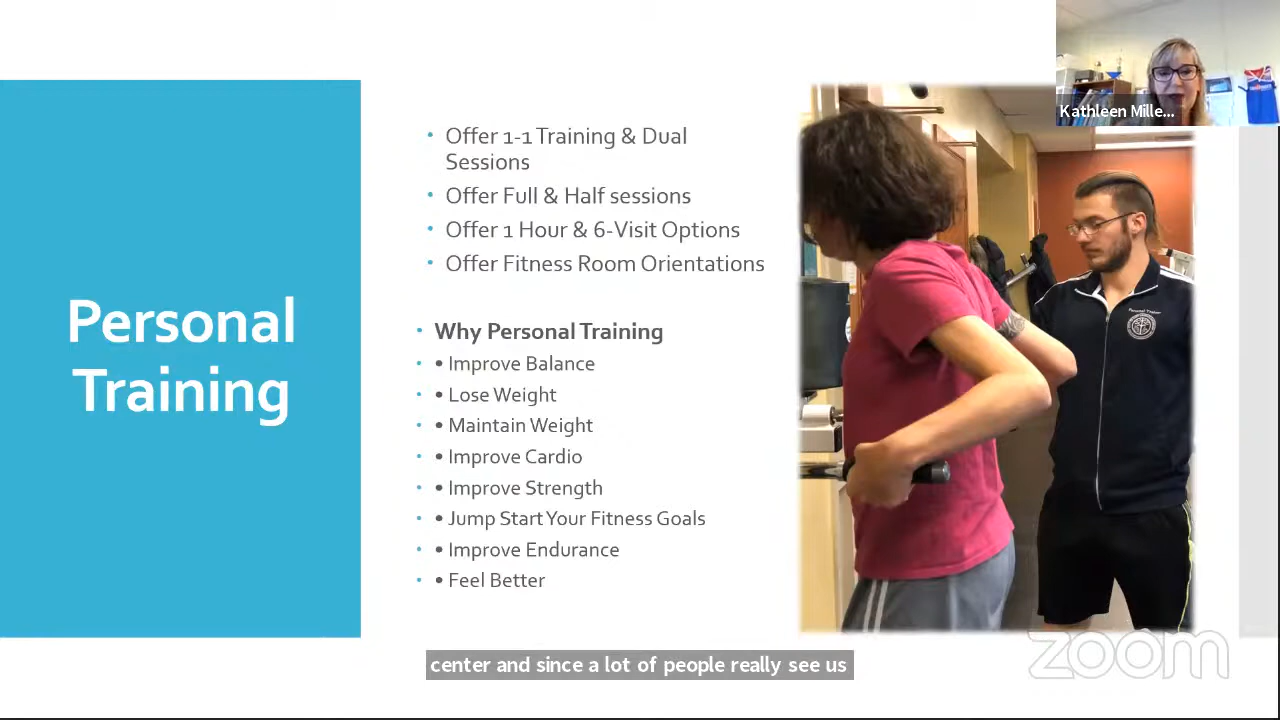 Kathleen Mille...
Personal
Training
• Offer 1-1 Training & Dual
Sessions
• Offer Full & Half sessions
• Offer 1 Hour & 6-Visit Options
• Offer Fitness Room Orientations
• Why Personal Training
• • Improve Balance
• • Lose Weight
• • Maintain Weight
• • Improve Cardio
• • Improve Strength
• • Jump Start Your Fitness Goals
• • Improve Endurance
• • Feel Better
Personal Trainer
center and since a lot of people really see us
zoom